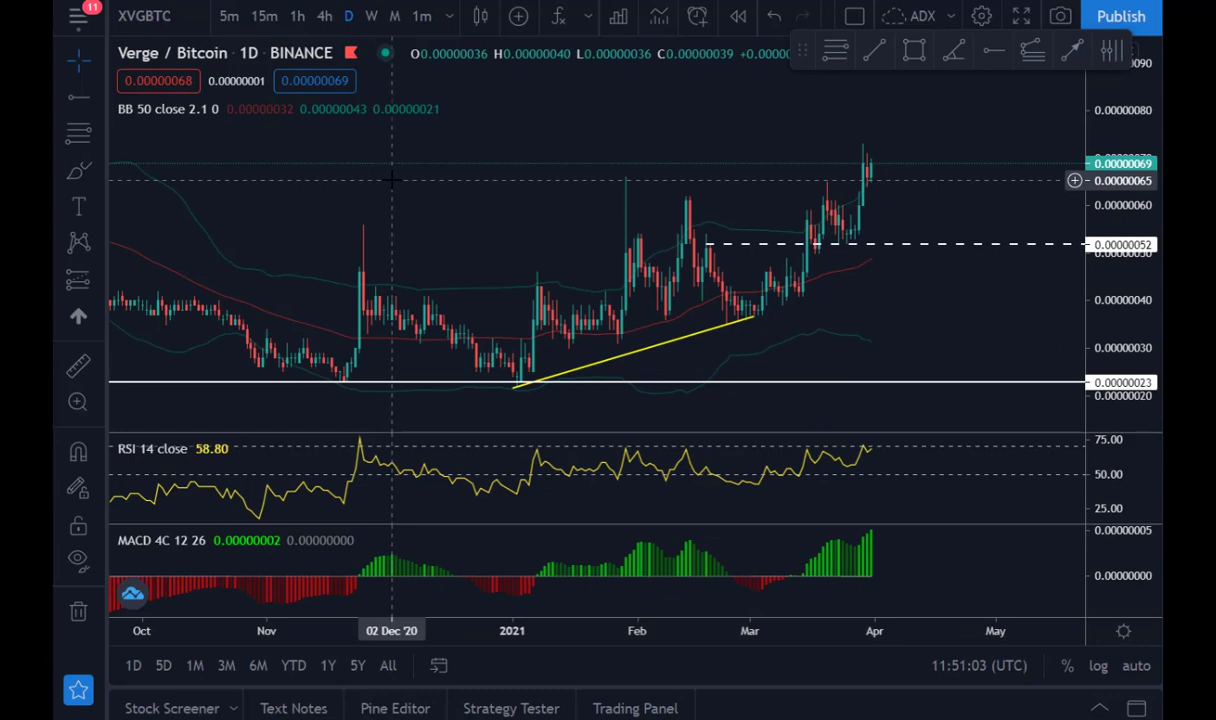 11
XVGBTC
5m 15m 1h 4h D W M 1m
ADX
Publish
Verge / Bitcoin · 1D · BINANCE
O0.00000036 H0.00000040 L0.00000036 C0.00000039
0.00000068 0.00000001 0.00000069
BB 50 close 2.1 0 0.00000032 0.00000043 0.00000021
0.00000080
0.00000069
0.00000065
0.00000060
0.00000052
0.00000050
0.00000040
0.00000030
0.00000023
0.00000020
RSI 14 close 58.80
75.00
50.00
25.00
MACD 4C 12 26 0.00000002 0.00000000
0.00000005
0.00000000
Oct Nov 02 Dec '20 2021 Feb Mar Apr May
1D 5D 1M 3M 6M YTD 1Y 5Y All
11:51:03 (UTC) % log auto
Stock Screener Text Notes Pine Editor Strategy Tester Trading Panel